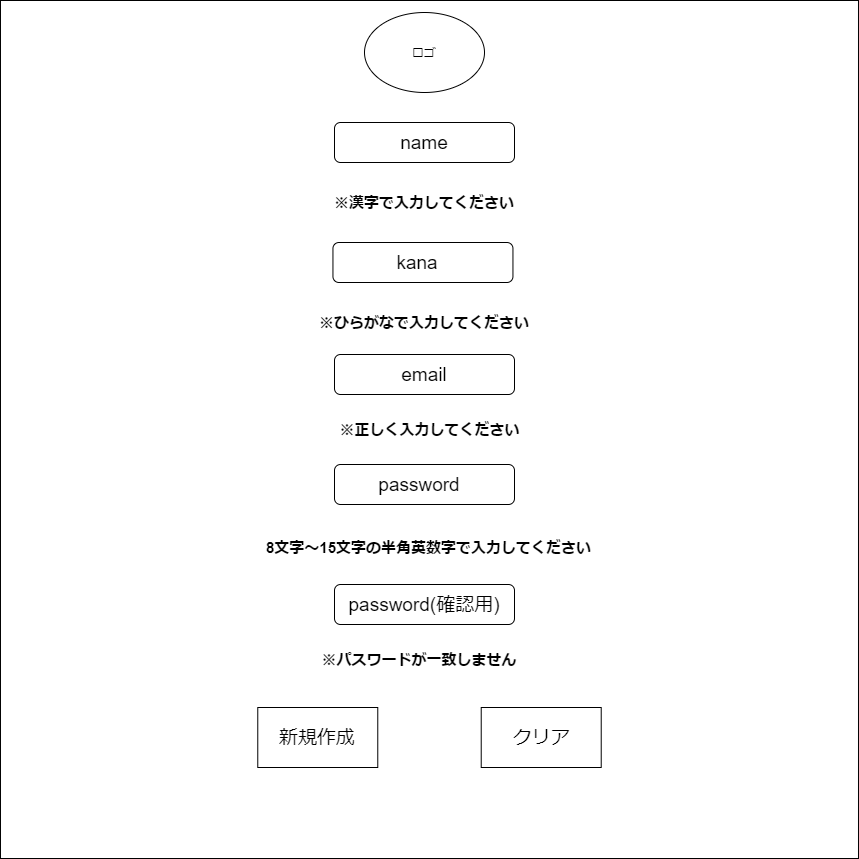 ロゴ
name
※漢字で入力してください
kana
※ひらがなで入力してください
email
※正しく入力してください
password
8文字～15文字の半角英数字で入力してください
password(確認用)
※パスワードが一致しません
新規作成
クリア